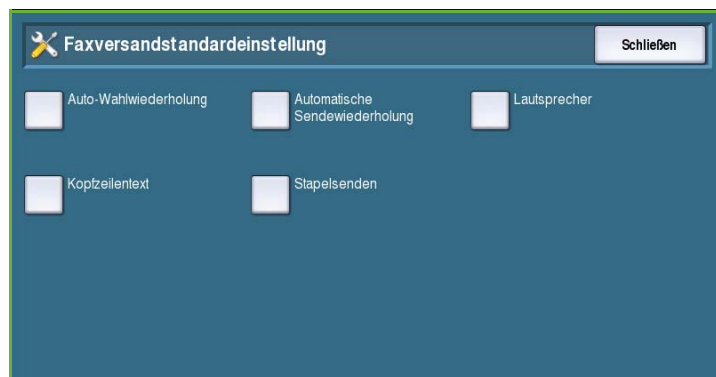 Faxversandstandardeinstellung
Schließen
Auto-Wahlwiederholung
Automatische
Sendewiederholung
Lautsprecher
Kopfzeilentext
Stapelsenden